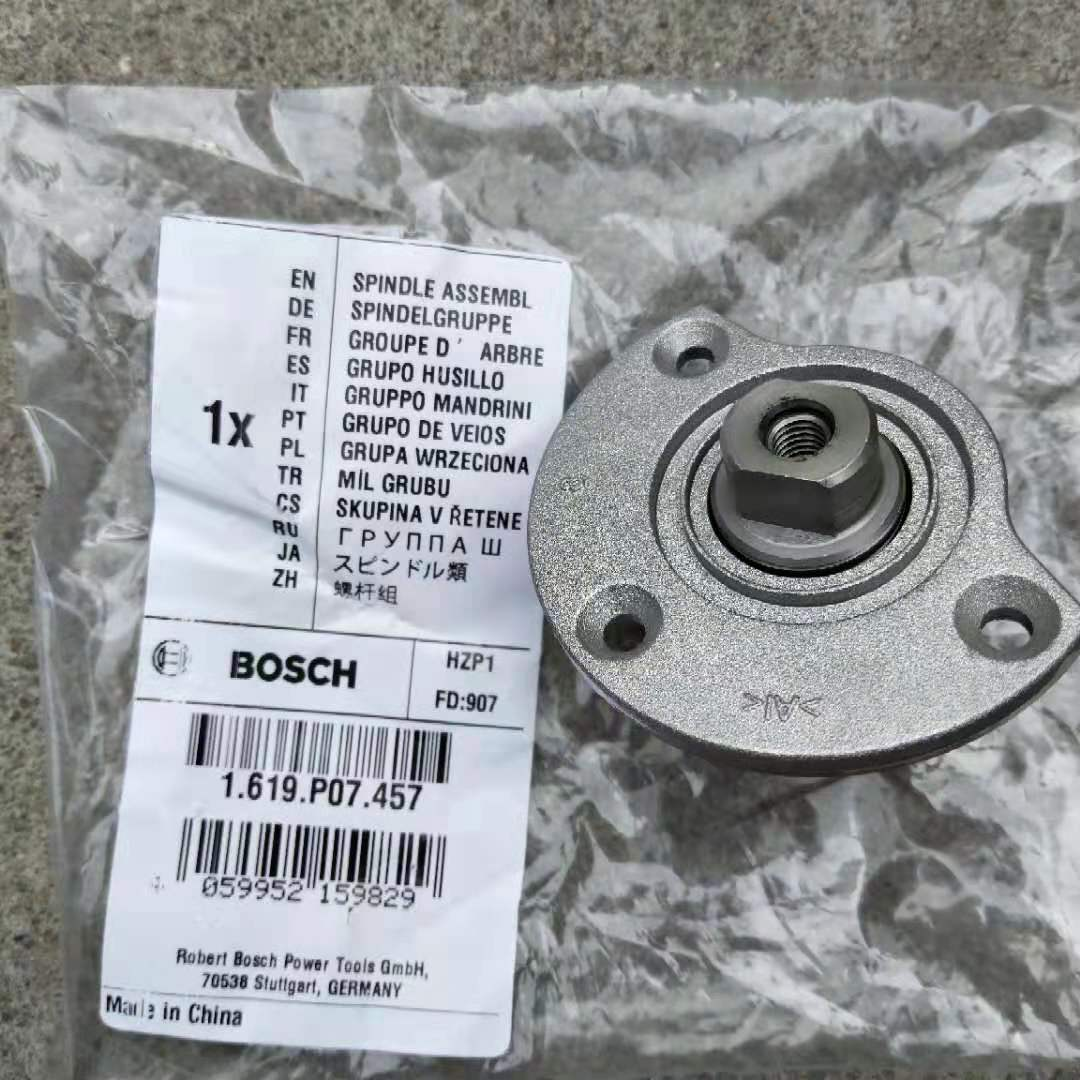 1x
EN SPINDLE ASSEMBL
DE SPINDELGRUPPE
FR GROUPE D' ARBRE
ES GRUPO HUSILLO
IT GRUPPO MANDRINI
PT GRUPO DE VEIOS
PL GRUPA WRZECIONA
TR MİL GRUBU
CS SKUPINA V ŘETENE
RU ГРУППА Ш
JA スピンドル類
ZH 螺杆组
BOSCH
HZP1
FD:907
1.619.P07.457
059952 159829
Robert Bosch Power Tools GmbH,
70538 Stuttgart, GERMANY
Made in China
>AK<